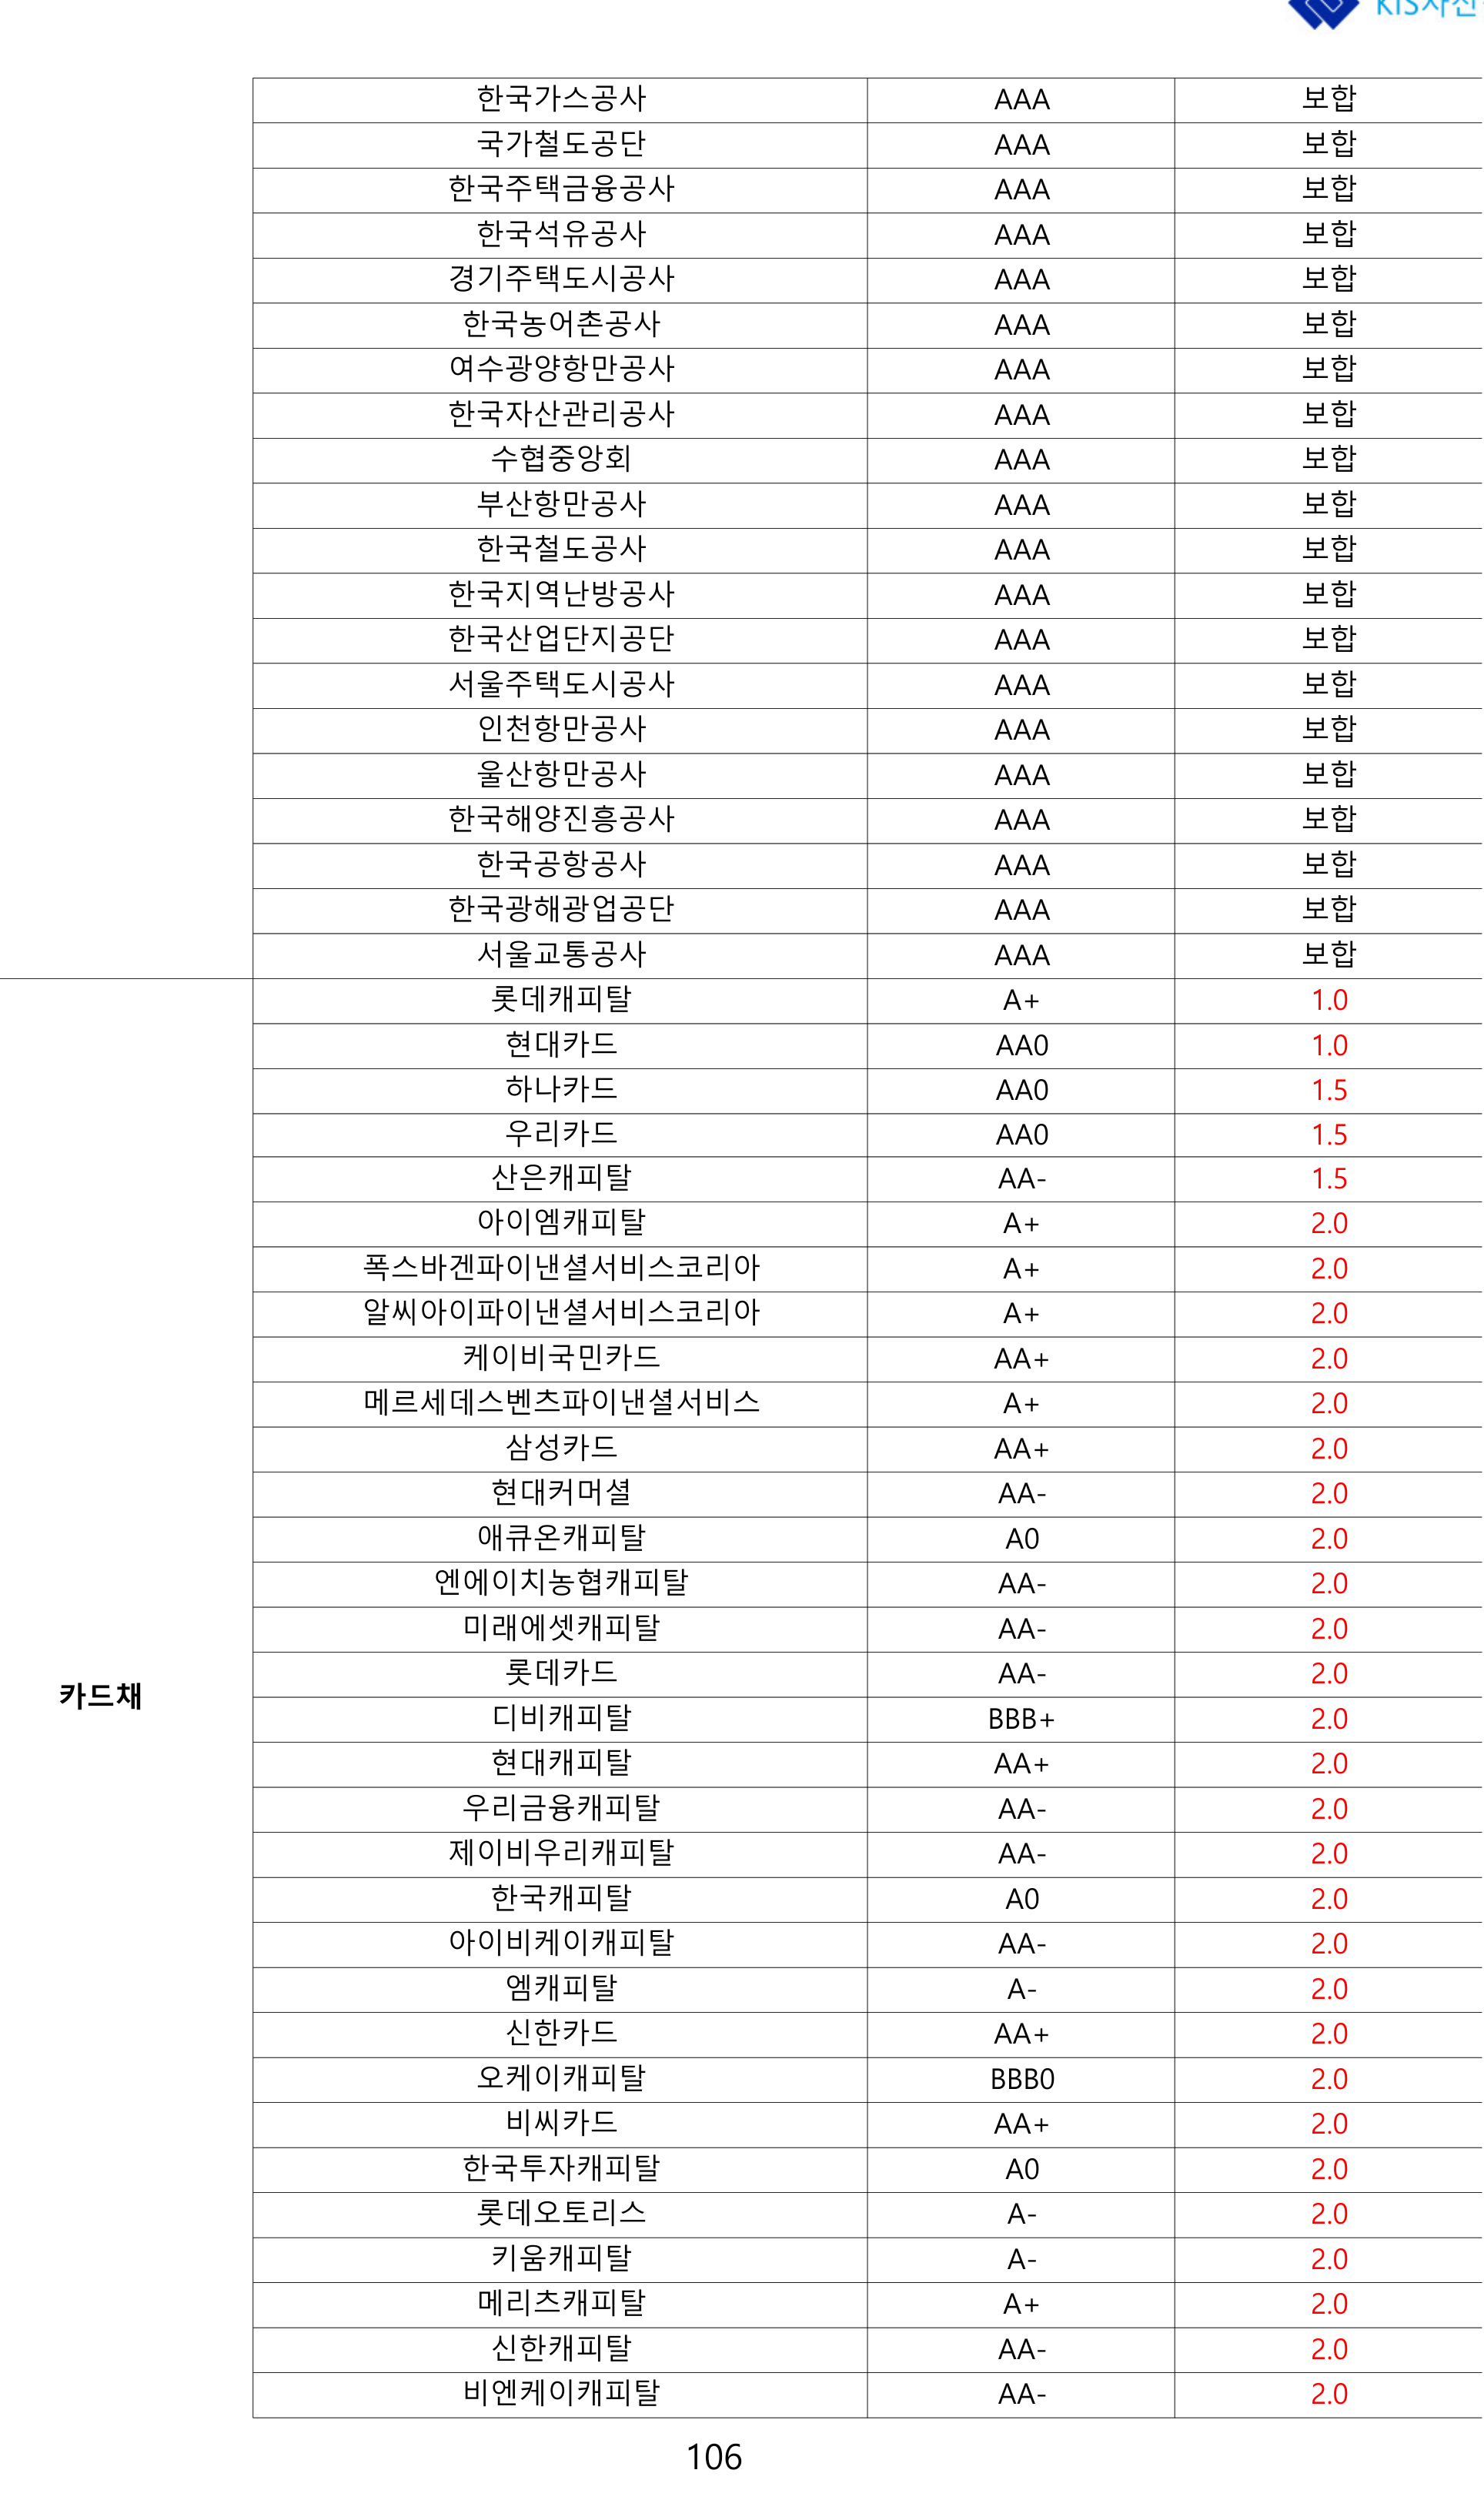 한국가스공사 AAA 보합
국가철도공단 AAA 보합
한국주택금융공사 AAA 보합
한국석유공사 AAA 보합
경기주택도시공사 AAA 보합
한국농어촌공사 AAA 보합
여수광양항만공사 AAA 보합
한국자산관리공사 AAA 보합
수협중앙회 AAA 보합
부산항만공사 AAA 보합
한국철도공사 AAA 보합
한국지역난방공사 AAA 보합
한국산업단지공단 AAA 보합
서울주택도시공사 AAA 보합
인천항만공사 AAA 보합
울산항만공사 AAA 보합
한국해양진흥공사 AAA 보합
한국공항공사 AAA 보합
한국광해광업공단 AAA 보합
서울교통공사 AAA 보합
롯데캐피탈 A+ 1.0
현대카드 AA0 1.0
하나카드 AA0 1.5
우리카드 AA0 1.5
산은캐피탈 AA- 1.5
아이엠캐피탈 A+ 2.0
폭스바겐파이낸셜서비스코리아 A+ 2.0
알씨아이파이낸셜서비스코리아 A+ 2.0
케이비국민카드 AA+ 2.0
메르세데스벤츠파이낸셜서비스 A+ 2.0
삼성카드 AA+ 2.0
현대커머셜 AA- 2.0
애큐온캐피탈 A0 2.0
엔에이치농협캐피탈 AA- 2.0
미래에셋캐피탈 AA- 2.0
롯데카드 AA- 2.0
카드채
디비캐피탈 BBB+ 2.0
현대캐피탈 AA+ 2.0
우리금융캐피탈 AA- 2.0
제이비우리캐피탈 AA- 2.0
한국캐피탈 A0 2.0
아이비케이캐피탈 AA- 2.0
엠캐피탈 A- 2.0
신한카드 AA+ 2.0
오케이캐피탈 BBB0 2.0
비씨카드 AA+ 2.0
한국투자캐피탈 A0 2.0
롯데오토리스 A- 2.0
키움캐피탈 A- 2.0
메리츠캐피탈 A+ 2.0
신한캐피탈 AA- 2.0
비엔케이캐피탈 AA- 2.0
106